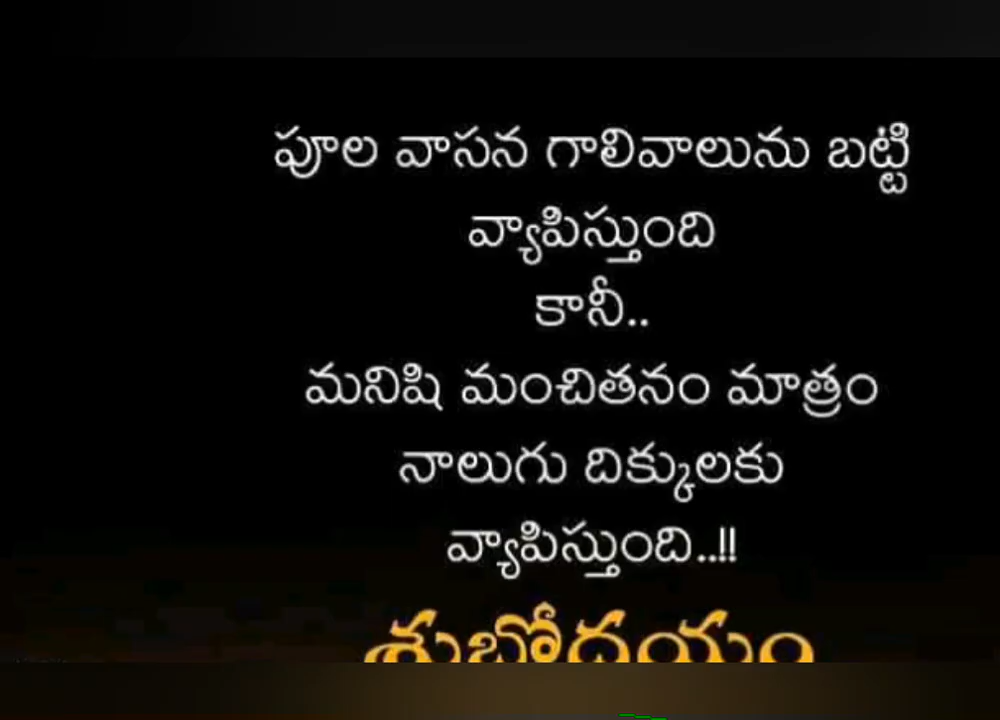 పూల వాసన గాలివాలును బట్టి
వ్యాపిస్తుంది
కానీ..
మనిషి మంచితనం మాత్రం
నాలుగు దిక్కులకు
వ్యాపిస్తుంది..!!
శుభోదయం